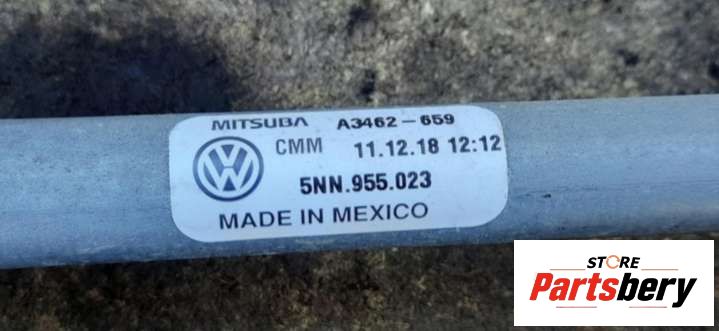 MITSUBA A3462-659
CMM 11.12.18 12:12
5NN.955.023
MADE IN MEXICO
STORE
Partsbery